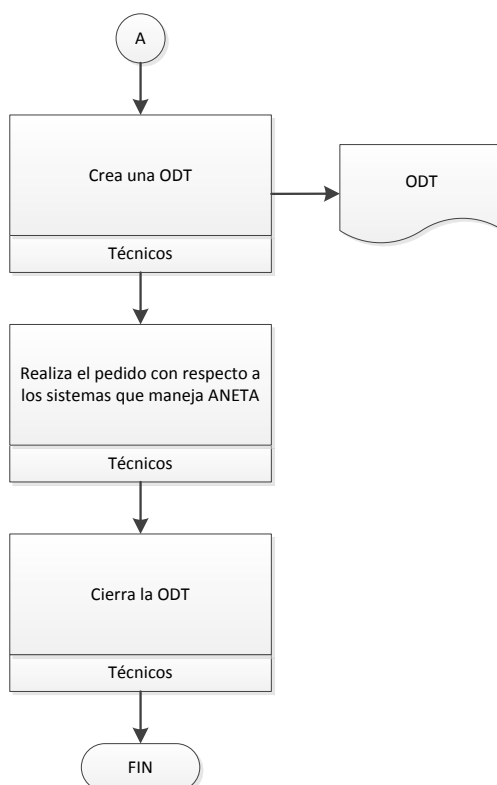 A
Crea una ODT
ODT
Técnicos
Realiza el pedido con respecto a
los sistemas que maneja ANETA
Técnicos
Cierra la ODT
Técnicos
FIN